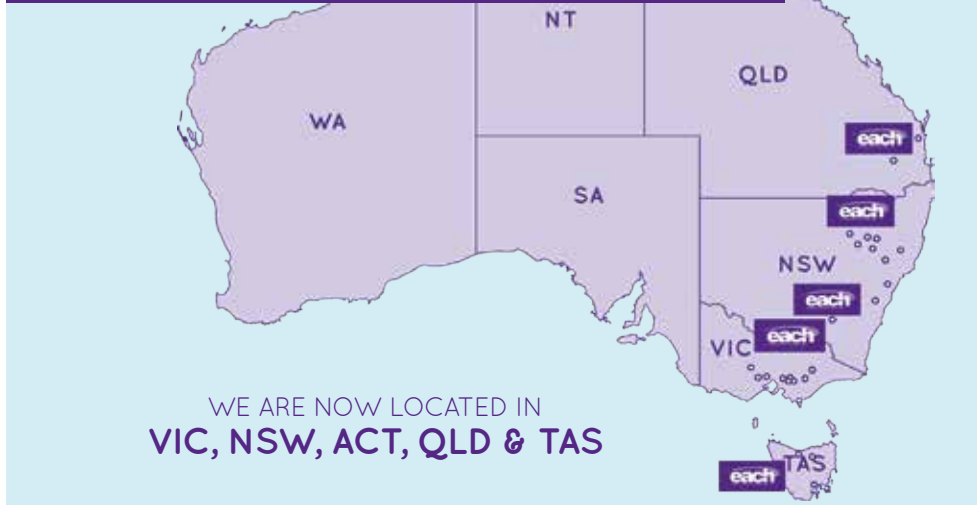 NT
QLD
WA
each
SA
each
NSW
each
each
VIC
WE ARE NOW LOCATED IN
VIC, NSW, ACT, QLD & TAS
TAS
each